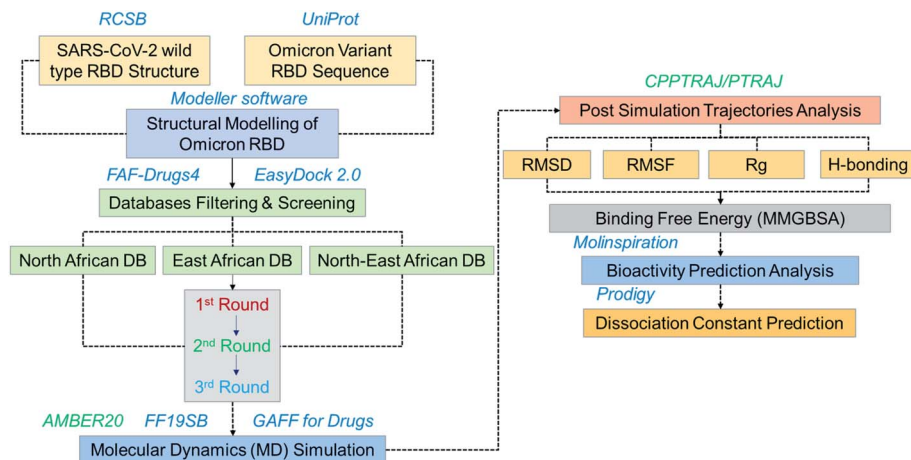 RCSB
UniProt
SARS-CoV-2 wild
type RBD Structure
Omicron Variant
RBD Sequence
Modeller software
Structural Modelling of
Omicron RBD
FAF-Drugs4
EasyDock 2.0
Databases Filtering & Screening
North African DB
East African DB
North-East African DB
1st Round
2nd Round
3rd Round
AMBER20
FF19SB
GAFF for Drugs
Molecular Dynamics (MD) Simulation
CPPTRAJ/PTRAJ
Post Simulation Trajectories Analysis
RMSD
RMSF
Rg
H-bonding
Binding Free Energy (MMGBSA)
Molinspiration
Bioactivity Prediction Analysis
Prodigy
Dissociation Constant Prediction